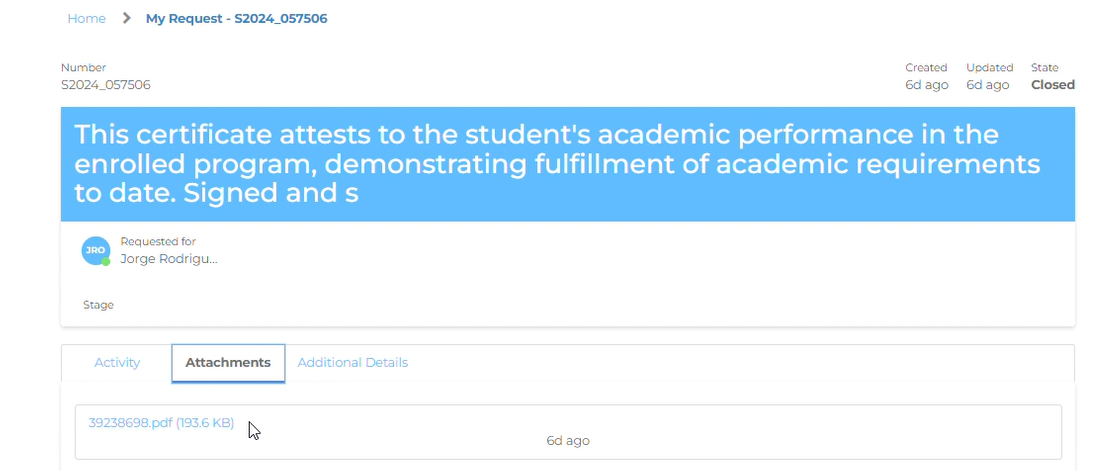 Home > My Request - S2024_057506
Number
S2024_057506
Created Updated State
6d ago 6d ago Closed
This certificate attests to the student's academic performance in the
enrolled program, demonstrating fulfillment of academic requirements
to date. Signed and s
JRO
Requested for
Jorge Rodrigu...
Stage
Activity Attachments Additional Details
39238698.pdf (193.6 KB)
6d ago